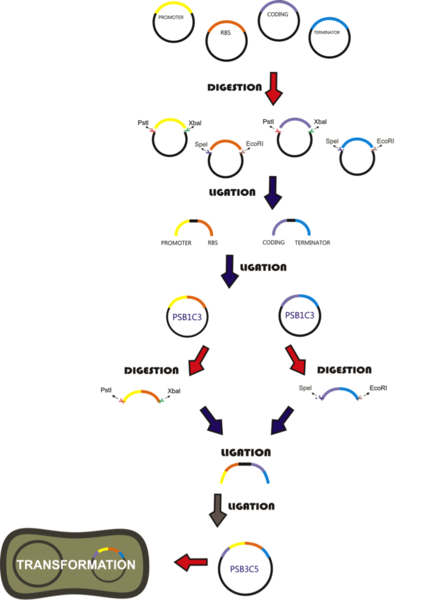 PROMOTER
RBS
CODING
TERMINATOR
DIGESTION
PstI XbaI PstI XbaI
SpeI EcoRI SpeI EcoRI
LIGATION
PROMOTER RBS CODING TERMINATOR
LIGATION
PSB1C3 PSB1C3
DIGESTION DIGESTION
PstI XbaI SpeI EcoRI
LIGATION
LIGATION
TRANSFORMATION PSB3C5